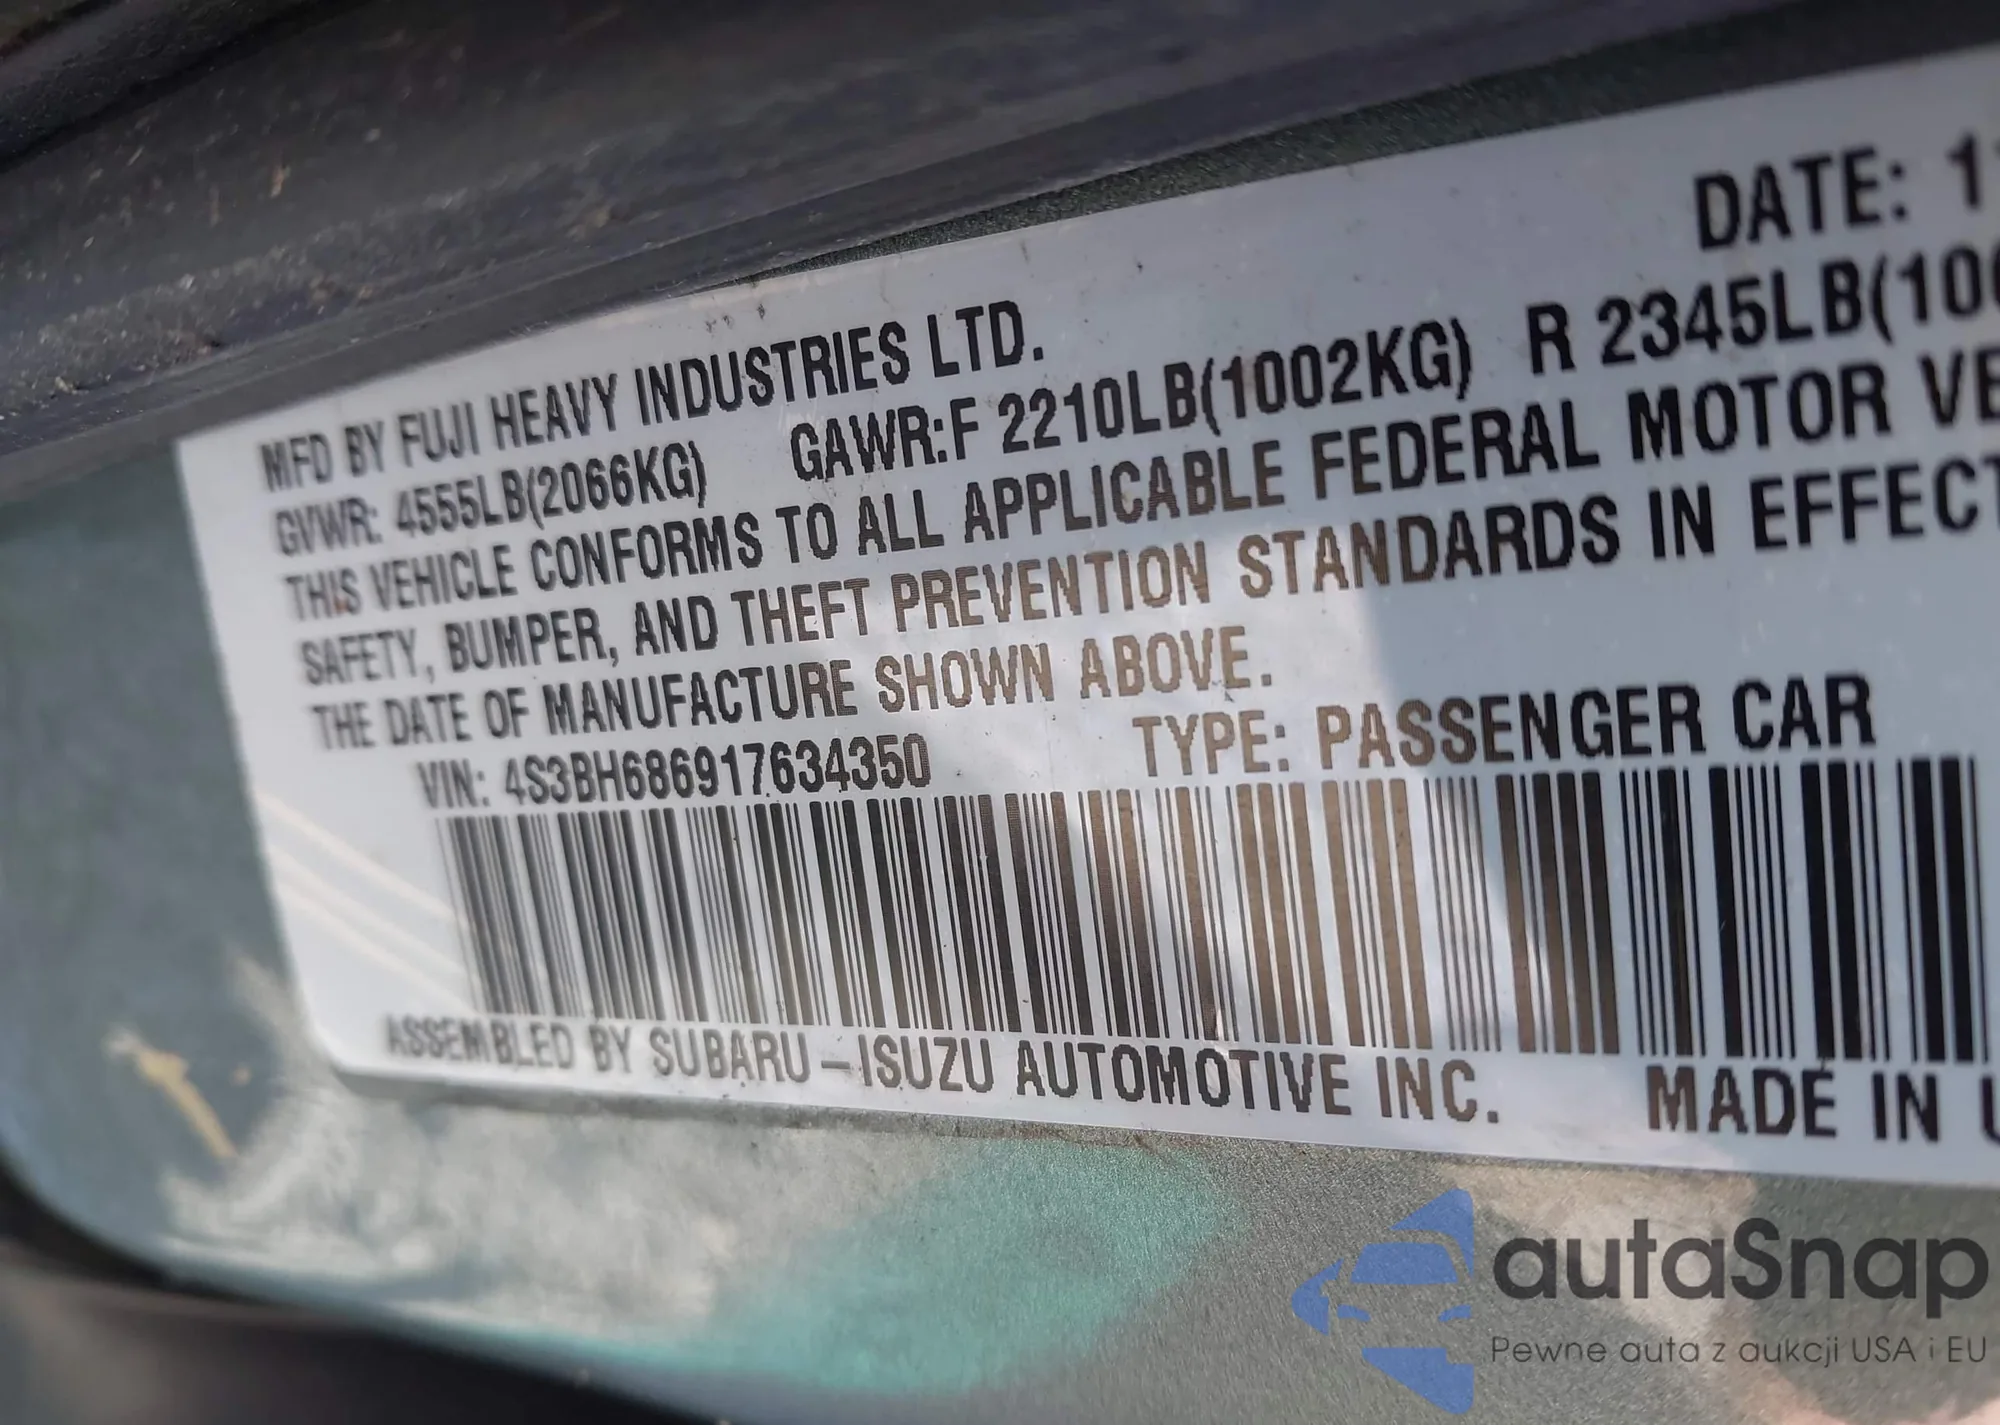 DATE: 11
MFD BY FUJI HEAVY INDUSTRIES LTD.
GVWR: 4555LB(2066KG) GAWR:F 2210LB(1002KG) R 2345LB(106
THIS VEHICLE CONFORMS TO ALL APPLICABLE FEDERAL MOTOR VE
SAFETY, BUMPER, AND THEFT PREVENTION STANDARDS IN EFFECT
THE DATE OF MANUFACTURE SHOWN ABOVE.
VIN: 4S3BH686917634350 TYPE: PASSENGER CAR
ASSEMBLED BY SUBARU-ISUZU AUTOMOTIVE INC. MADE IN U
autaSnap
Pewne auta z aukcji USA i EU